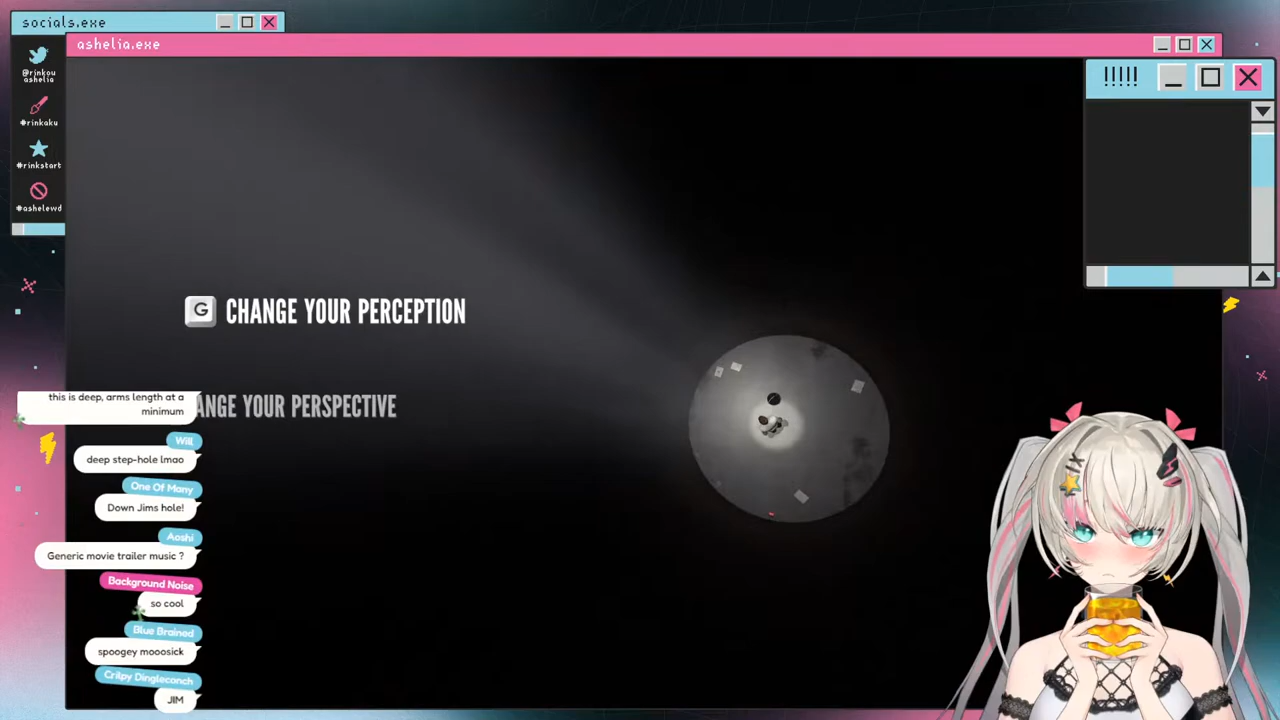 socials.exe
ashelia.exe
!!!!!
@rinkou
ashelia
#rinkaku
#rinkstart
#ashelewd
G CHANGE YOUR PERCEPTION
ANGE YOUR PERSPECTIVE
this is deep, arms length at a
minimum
Will
deep step-hole lmao
One Of Many
Down Jims hole!
Aoshi
Generic movie trailer music ?
Background Noise
so cool
Blue Brained
spoogey mooosick
Crilpy Dingleconch
JIM